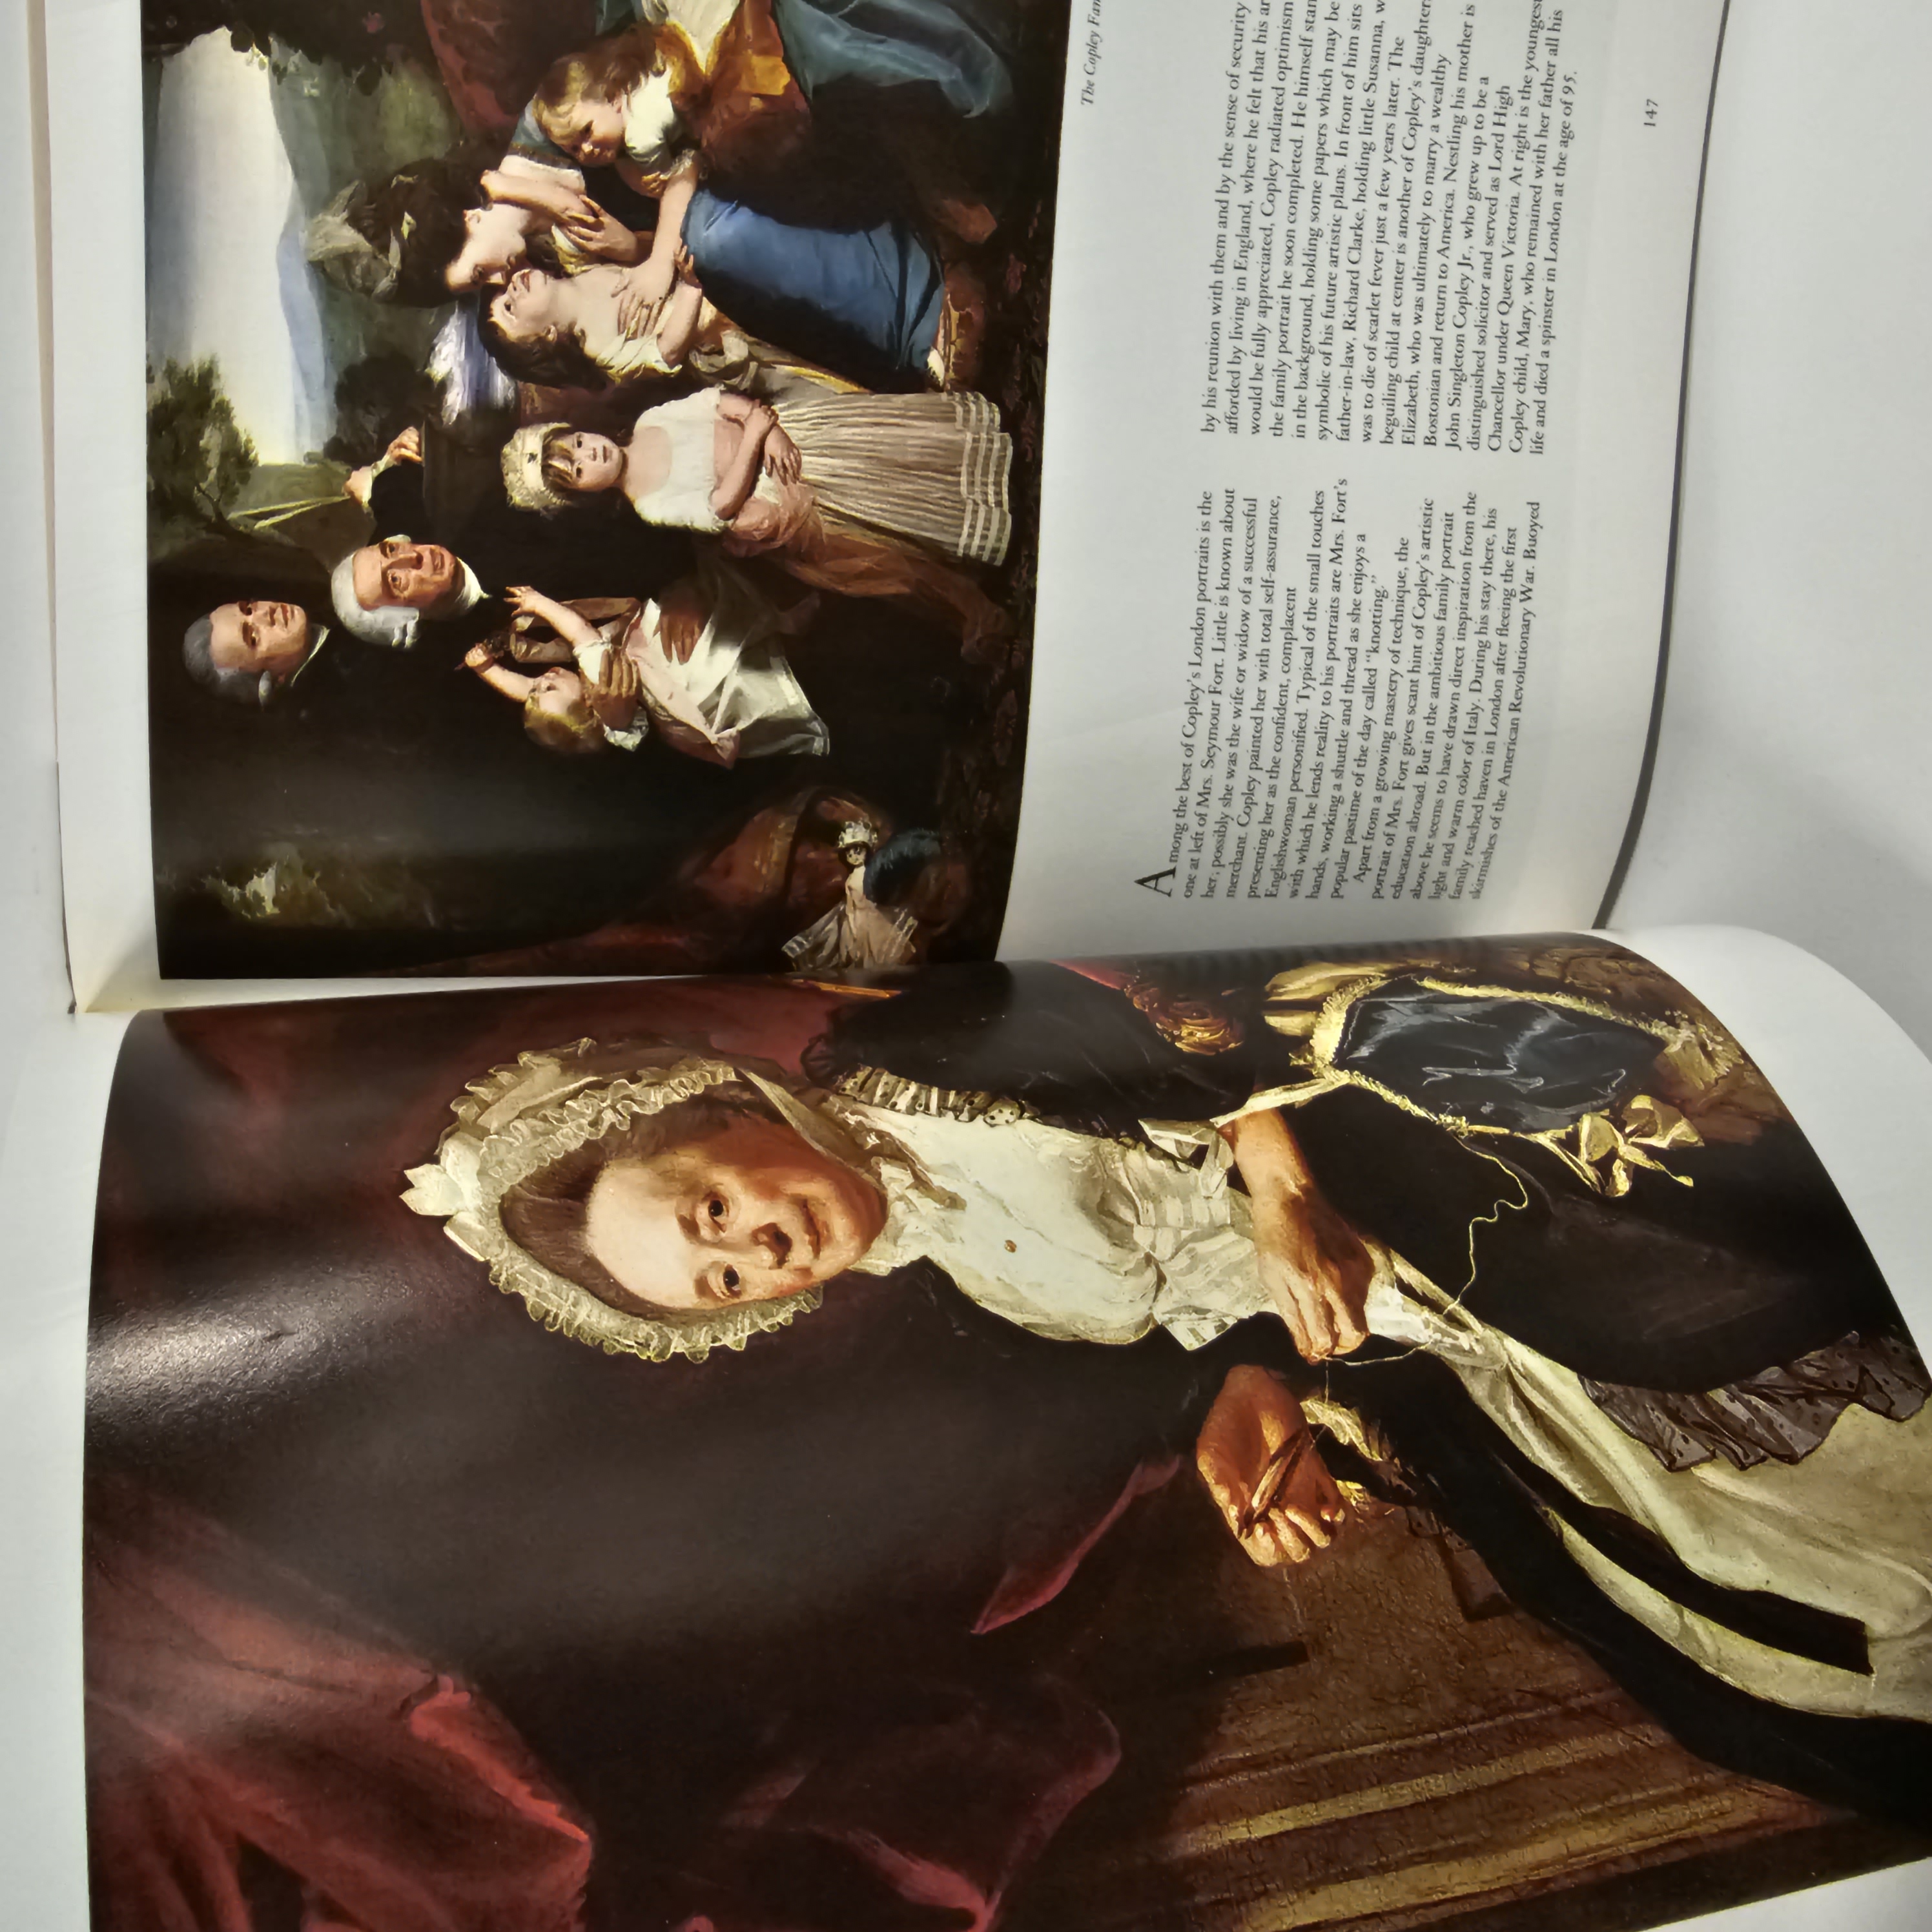 The Copley
Among the best of Copley's London portraits is the
one at left of Mrs. Seymour Fort. Little is known about
her; possibly she was the wife or widow of a successful
merchant. Copley painted her with total self-assurance,
presenting her as the confident, complacent
Englishwoman personified. Typical of the small touches
with which he lends reality to his portraits are Mrs. Fort's
hands, working a shuttle and thread as she enjoys a
popular pastime of the day called "knotting."
Apart from a growing mastery of technique, the
portrait of Mrs. Fort gives scant hint of Copley's artistic
education abroad. But in the ambitious family portrait
above he seems to have drawn direct inspiration from the
light and warm color of Italy. During his stay there, his
family reached haven in London after fleeing the first
skirmishes of the American Revolutionary War. Buoyed
by his reunion with them and by the sense of security
afforded by living in England, where he felt that his
would be fully appreciated, Copley radiated optimism
the family portrait he soon completed. He himself
in the background, holding some papers which may be
symbolic of his future artistic plans. In front of him sits
father-in-law, Richard Clarke, holding little Susanna,
was to die of scarlet fever just a few years later. The
beguiling child at center is another of Copley's
Elizabeth, who was ultimately to marry a wealthy
Bostonian and return to America. Nestling his mother is
John Singleton Copley Jr., who grew up to be a
distinguished solicitor and served as Lord High
Chancellor under Queen Victoria. At right is the
Copley child, Mary, who remained with her father all his
life and died a spinster in London at the age of 95.
147